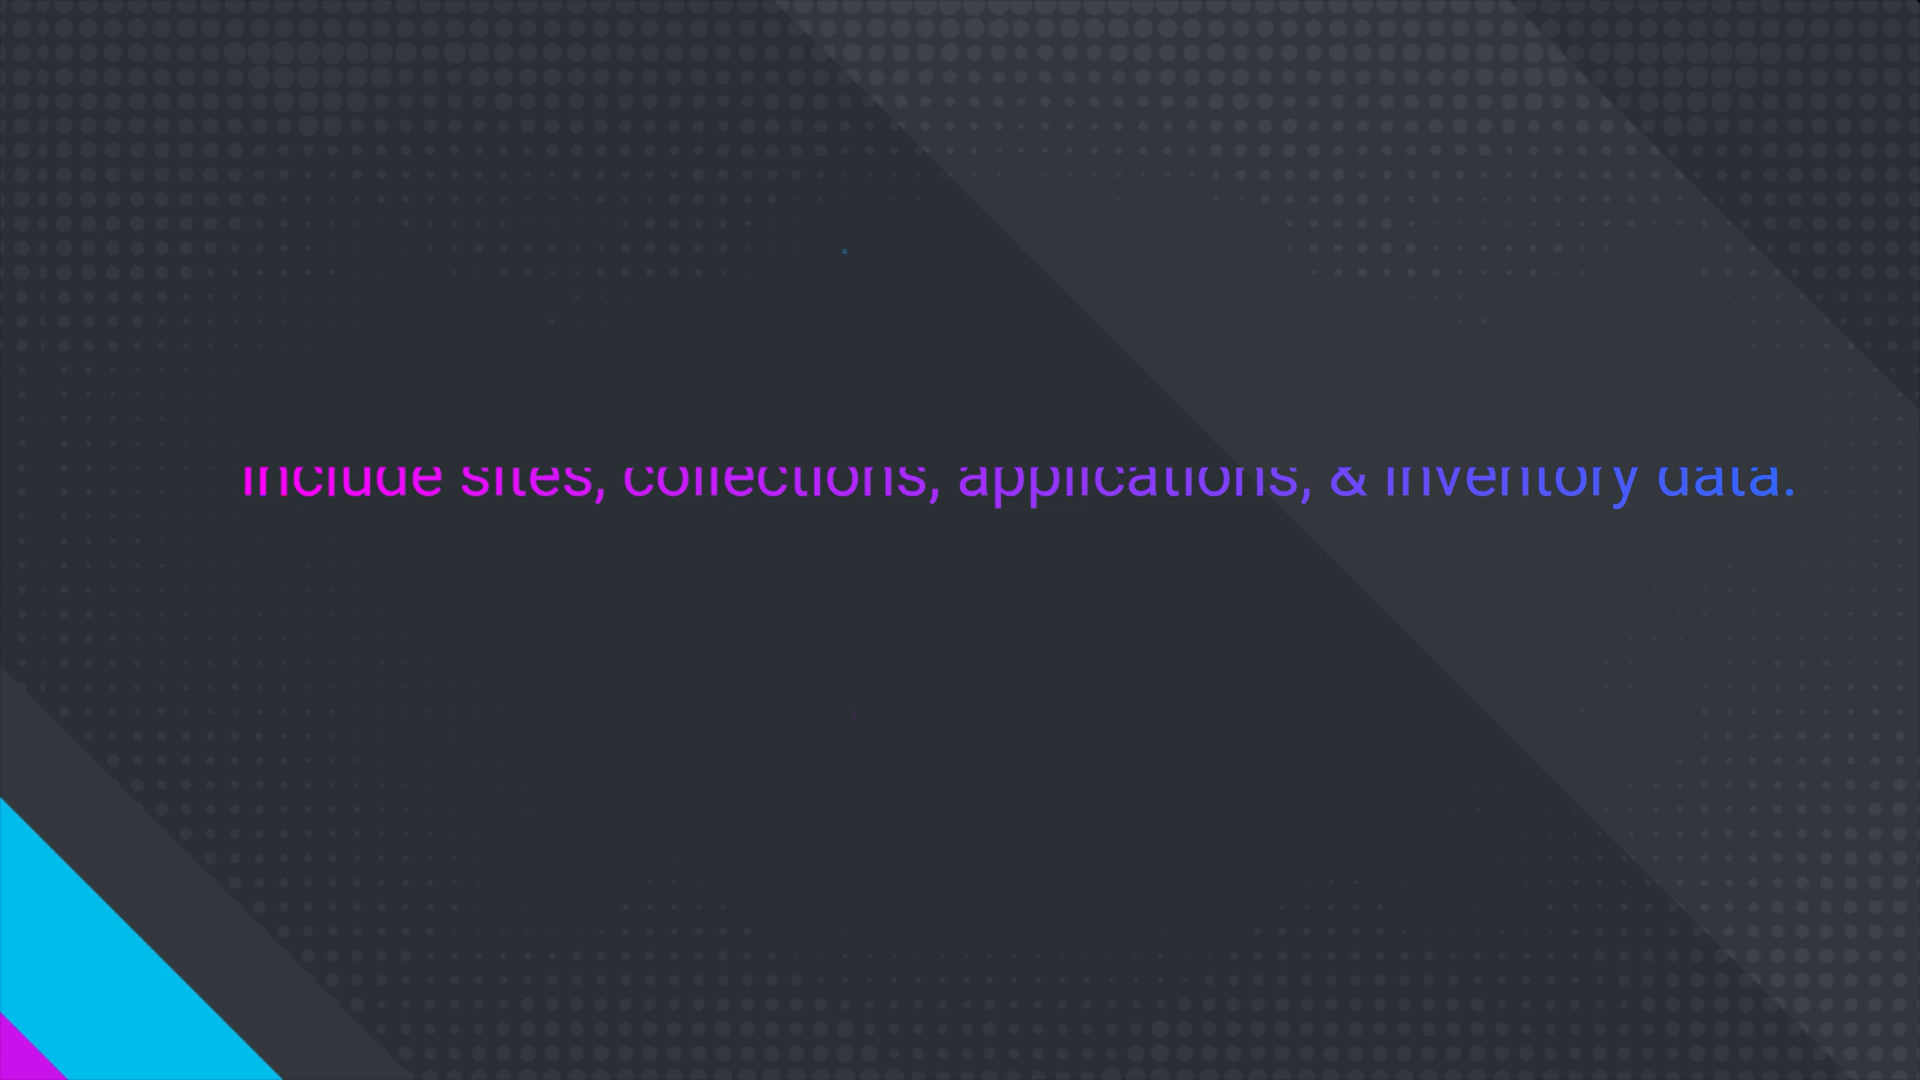 Include sites, collections, applications, & inventory data.